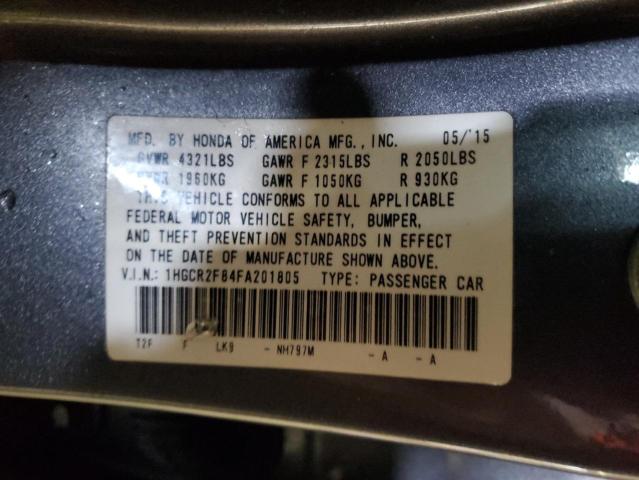 MFD. BY HONDA OF AMERICA MFG., INC. 05/'15
GVWR 4321LBS GAWR F 2315LBS R 2050LBS
1960KG GAWR F 1050KG R 930KG
THIS VEHICLE CONFORMS TO ALL APPLICABLE
FEDERAL MOTOR VEHICLE SAFETY, BUMPER,
AND THEFT PREVENTION STANDARDS IN EFFECT
ON THE DATE OF MANUFACTURE SHOWN ABOVE.
V.I.N.: 1HGCR2F84FA201805 TYPE: PASSENGER CAR
T2F F LK9 - NH797M - A - A